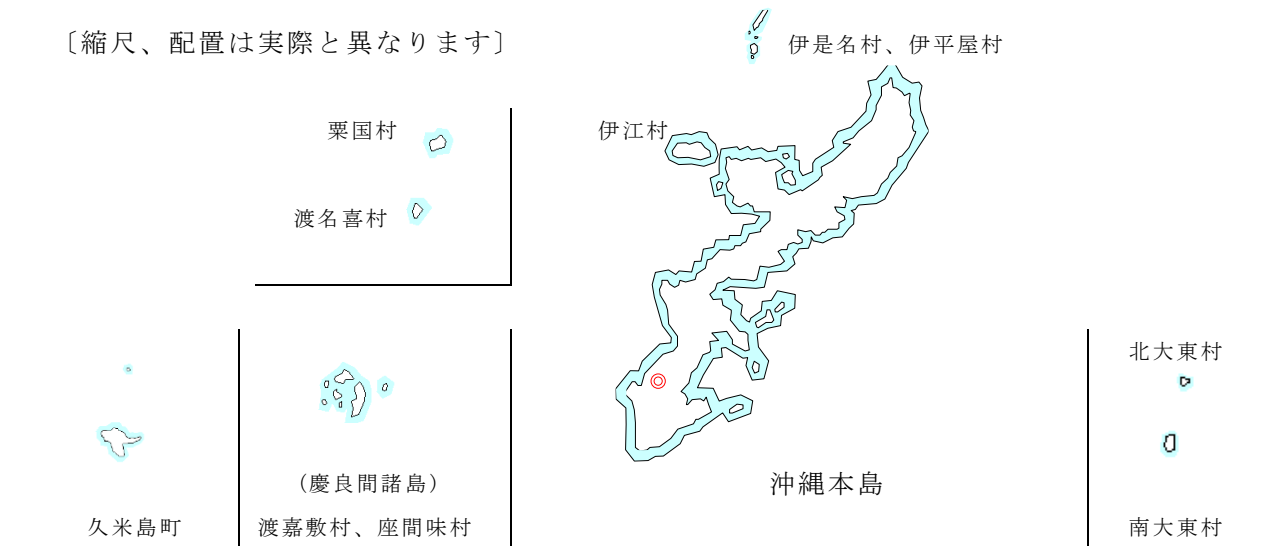 〔縮尺、配置は実際と異なります〕
伊是名村、伊平屋村
粟国村
伊江村
渡名喜村
北大東村
(慶良間諸島)
沖縄本島
久米島町
渡嘉敷村、座間味村
南大東村